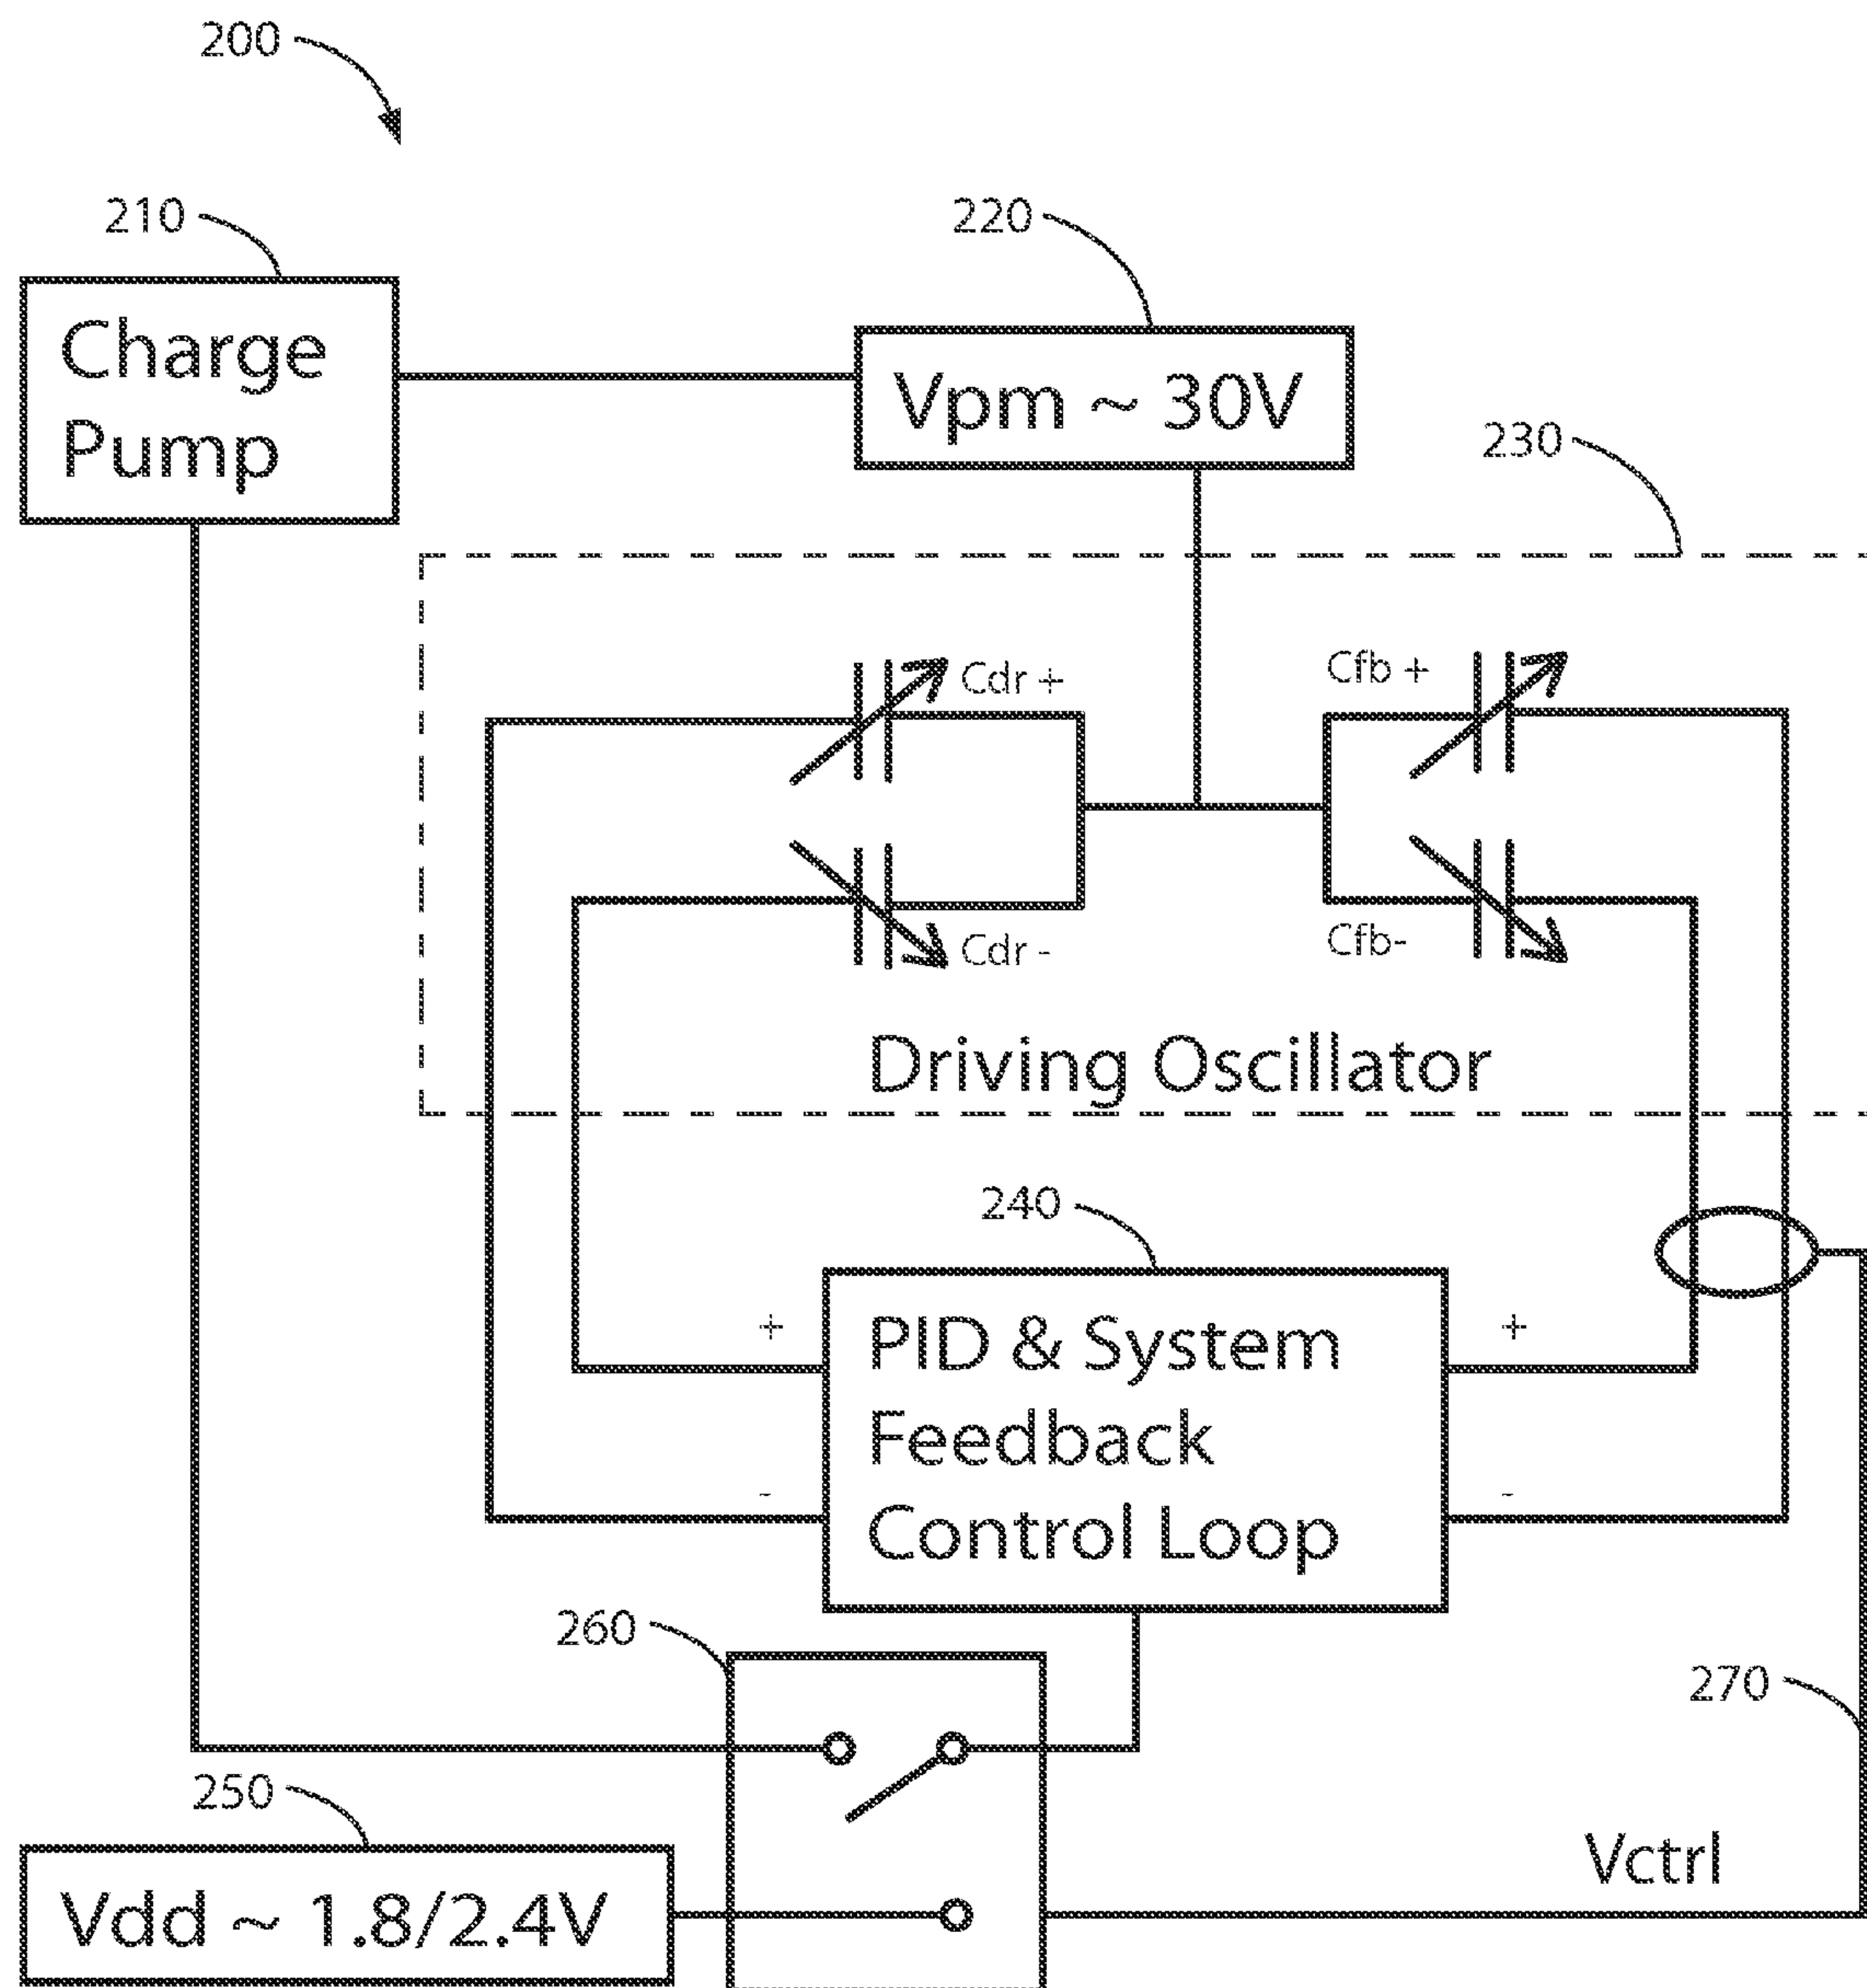 200
210
220
Charge
Pump
Vpm ~ 30V
230
Cdr +
Cfb +
Cdr -
Cfb-
Driving Oscillator
240
+
+
PID & System
Feedback
Control Loop
-
-
260
270
250
Vctrl
Vdd ~ 1.8/2.4V